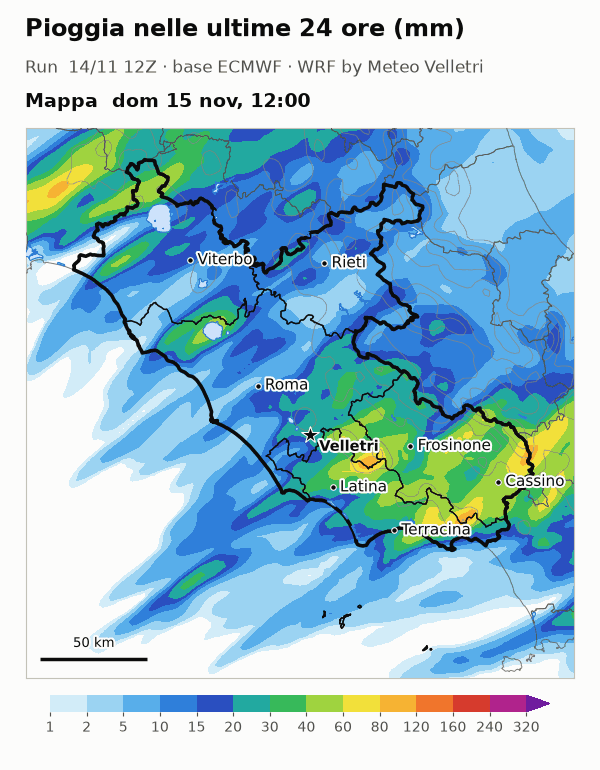 Pioggia nelle ultime 24 ore (mm)
Run  14/11 12Z · base ECMWF · WRF by Meteo Velletri
Mappa  dom 15 nov, 12:00
Viterbo
Rieti
Roma
Velletri
Frosinone
Latina
Cassino
Terracina
50 km
1 2 5 10 15 20 30 40 60 80 120 160 240 320